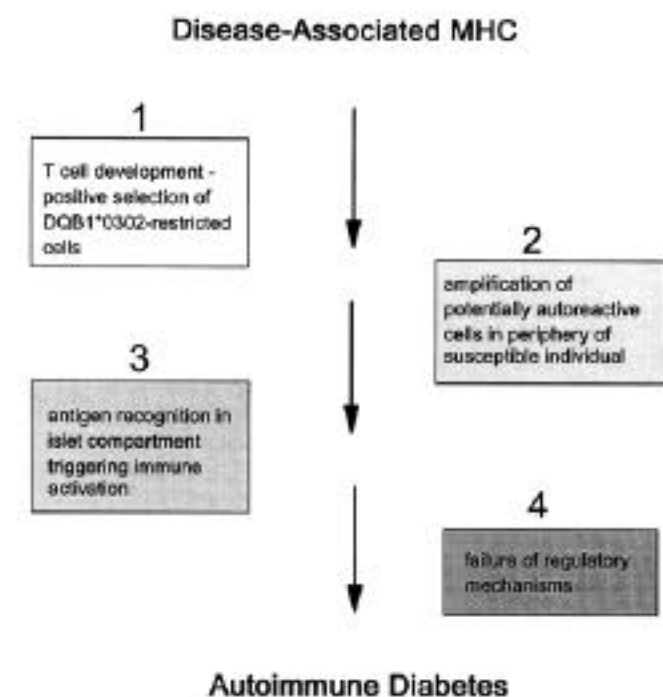 Disease-Associated MHC
1
T cell development -
positive selection of
DQB1*0302-restricted
cells
2
amplification of
potentially autoreactive
cells in periphery of
susceptible individual
3
antigen recognition in
islet compartment
triggering immune
activation
4
failure of regulatory
mechanisms
Autoimmune Diabetes